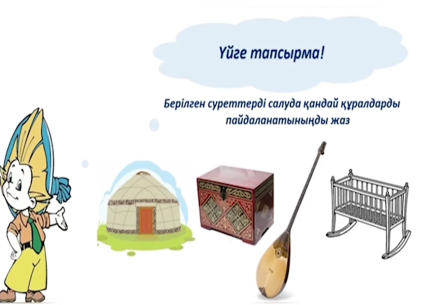 Үйге тапсырма!
Берілген суреттерді салуда қандай құралдарды
пайдаланатыныңды жаз